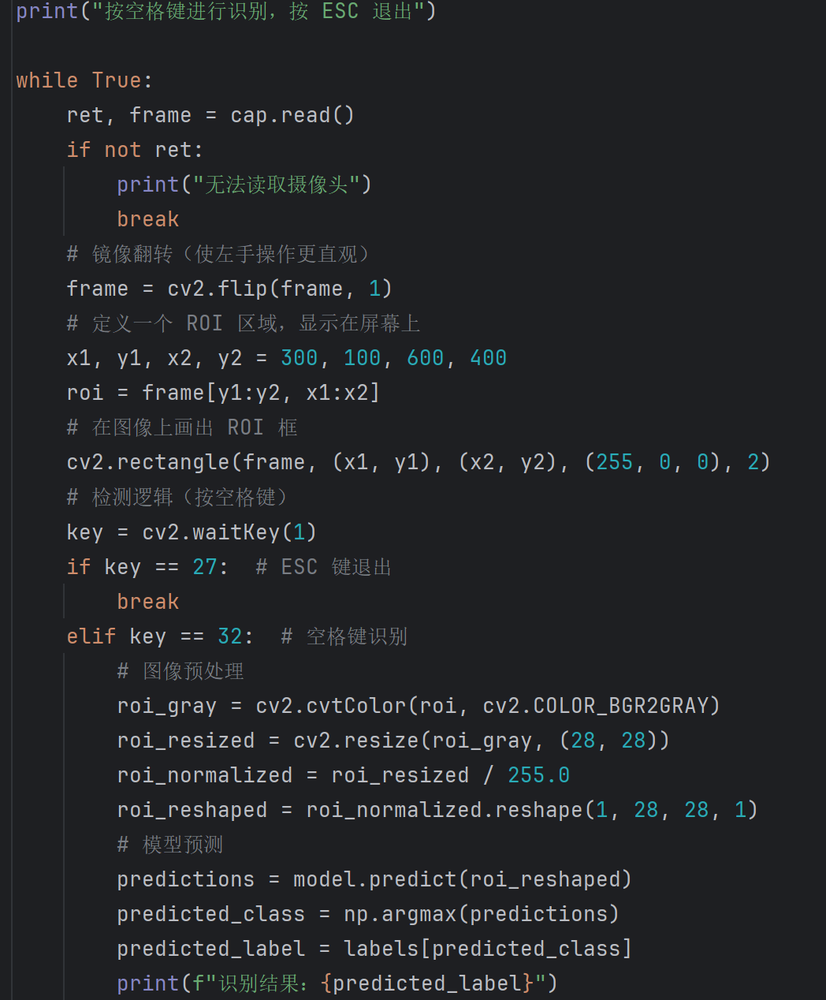 print("按空格键进行识别，按 ESC 退出")
while True:
    ret, frame = cap.read()
    if not ret:
        print("无法读取摄像头")
        break
    # 镜像翻转（使左手操作更直观）
    frame = cv2.flip(frame, 1)
    # 定义一个 ROI 区域，显示在屏幕上
    x1, y1, x2, y2 = 300, 100, 600, 400
    roi = frame[y1:y2, x1:x2]
    # 在图像上画出 ROI 框
    cv2.rectangle(frame, (x1, y1), (x2, y2), (255, 0, 0), 2)
    # 检测逻辑（按空格键）
    key = cv2.waitKey(1)
    if key == 27:  # ESC 键退出
        break
    elif key == 32:  # 空格键识别
        # 图像预处理
        roi_gray = cv2.cvtColor(roi, cv2.COLOR_BGR2GRAY)
        roi_resized = cv2.resize(roi_gray, (28, 28))
        roi_normalized = roi_resized / 255.0
        roi_reshaped = roi_normalized.reshape(1, 28, 28, 1)
        # 模型预测
        predictions = model.predict(roi_reshaped)
        predicted_class = np.argmax(predictions)
        predicted_label = labels[predicted_class]
        print(f"识别结果：{predicted_label}")